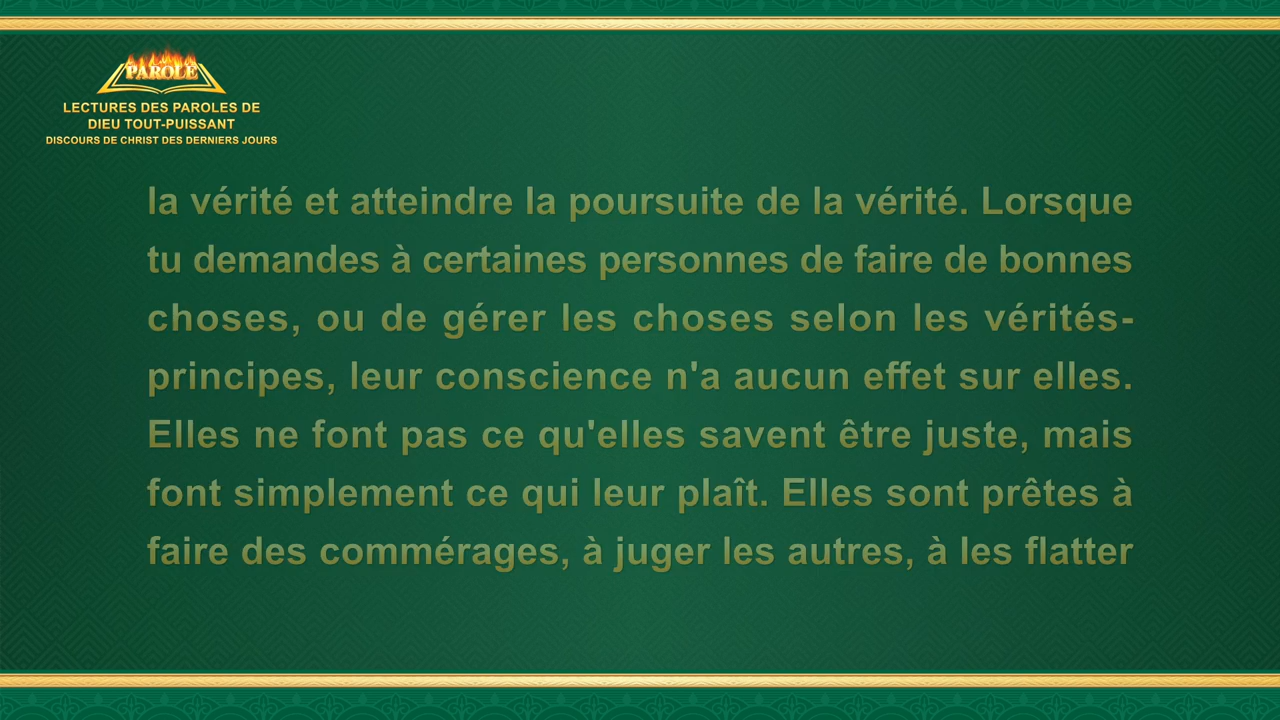 PAROLE
LECTURES DES PAROLES DE
DIEU TOUT-PUISSANT
DISCOURS DE CHRIST DES DERNIERS JOURS
la vérité et atteindre la poursuite de la vérité. Lorsque
tu demandes à certaines personnes de faire de bonnes
choses, ou de gérer les choses selon les vérités-
principes, leur conscience n'a aucun effet sur elles.
Elles ne font pas ce qu'elles savent être juste, mais
font simplement ce qui leur plaît. Elles sont prêtes à
faire des commérages, à juger les autres, à les flatter